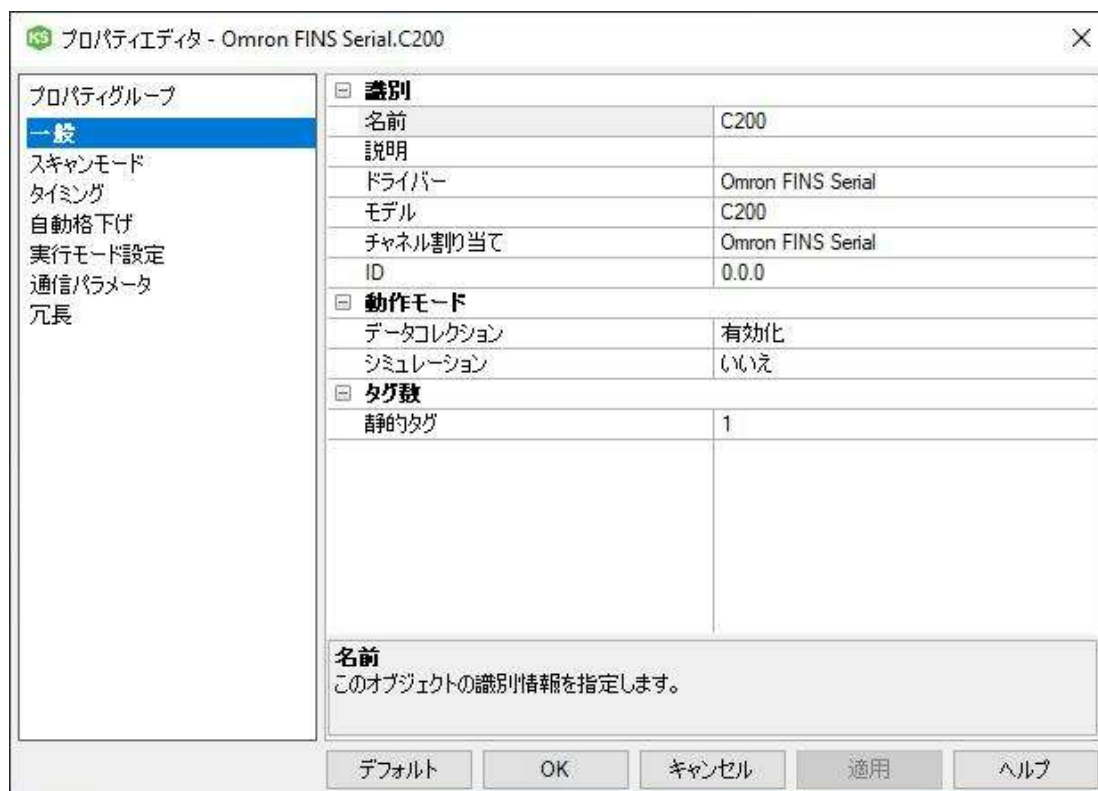 KS プロパティエディタ - Omron FINS Serial.C200
プロパティグループ
一般
スキャンモード
タイミング
自動格下げ
実行モード設定
通信パラメータ
冗長
識別
名前 C200
説明
ドライバー Omron FINS Serial
モデル C200
チャネル割り当て Omron FINS Serial
ID 0.0.0
動作モード
データコレクション 有効化
シミュレーション いいえ
タグ数
静的タグ 1
名前
このオブジェクトの識別情報を指定します。
デフォルト OK キャンセル 適用 ヘルプ